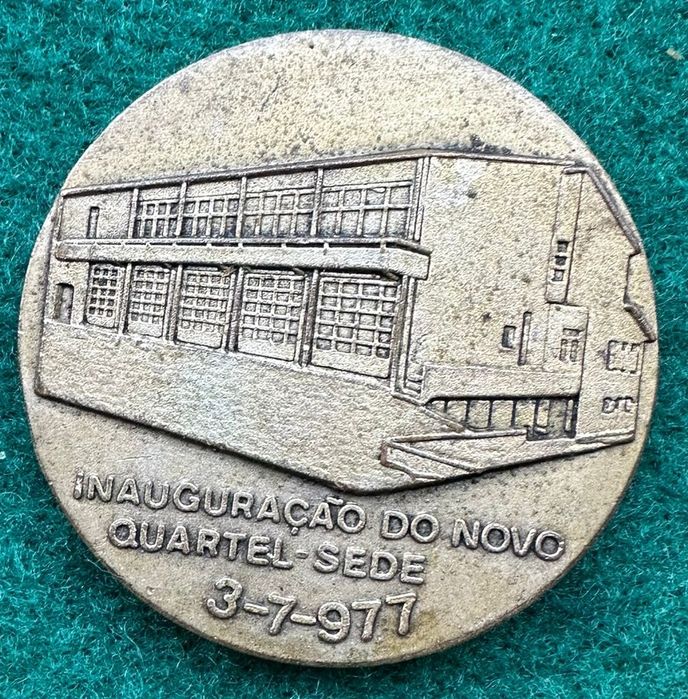 INAUGURAÇÃO DO NOVO
QUARTEL-SEDE
3-7-977